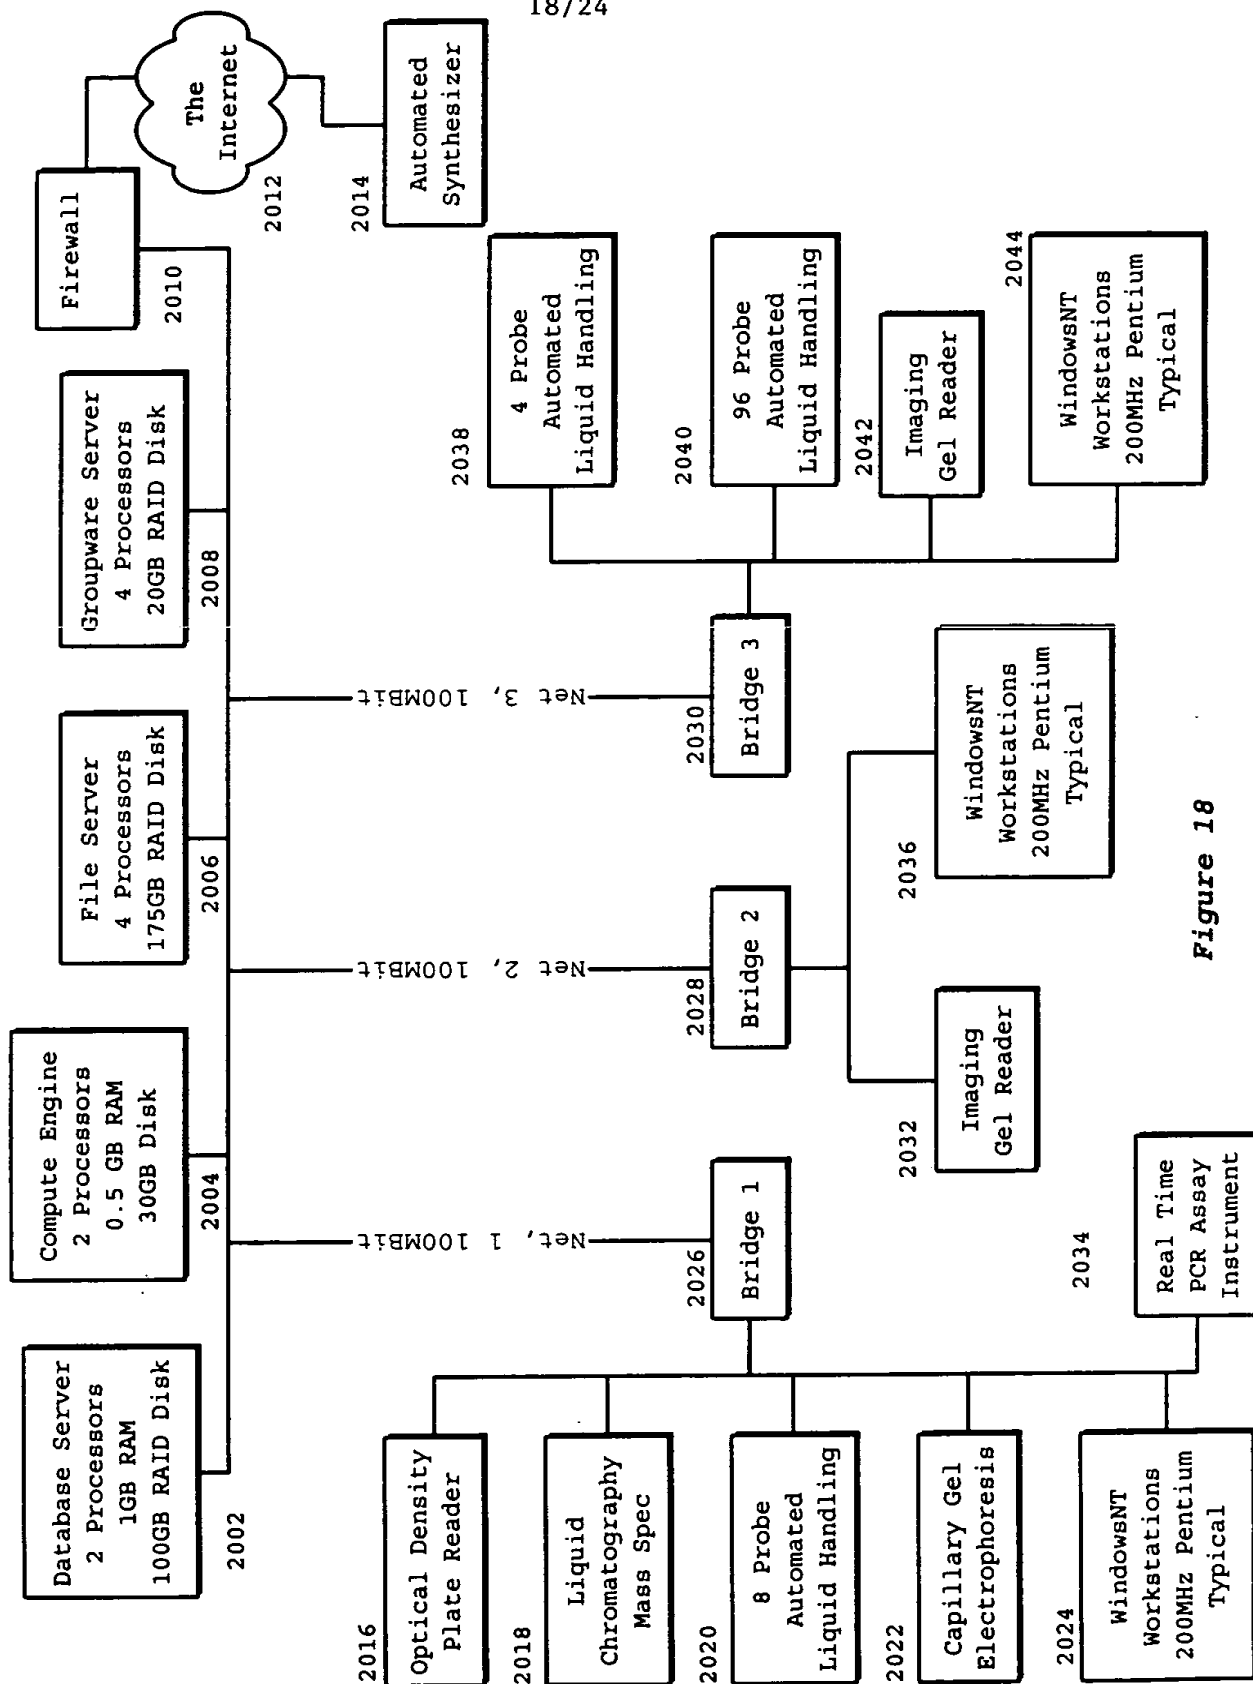 18/24
Database Server
2 Processors
1GB RAM
100GB RAID Disk
2002
Compute Engine
2 Processors
0.5 GB RAM
30GB Disk
2004
File Server
4 Processors
175GB RAID Disk
2006
Groupware Server
4 Processors
20GB RAID Disk
2008
Firewall
2010
The
Internet
2012
2014
Automated
Synthesizer
Net, 1 100MBit
Net 2, 100MBit
Net 3, 100MBit
2016
Optical Density
Plate Reader
2018
Liquid
Chromatography
Mass Spec
2020
8 Probe
Automated
Liquid Handling
2022
Capillary Gel
Electrophoresis
2024
WindowsNT
Workstations
200MHz Pentium
Typical
2026
Bridge 1
2034
Real Time
PCR Assay
Instrument
2028
Bridge 2
2032
Imaging
Gel Reader
2036
WindowsNT
Workstations
200MHz Pentium
Typical
2030
Bridge 3
2038
4 Probe
Automated
Liquid Handling
2040
96 Probe
Automated
Liquid Handling
2042
Imaging
Gel Reader
2044
WindowsNT
Workstations
200MHz Pentium
Typical
Figure 18